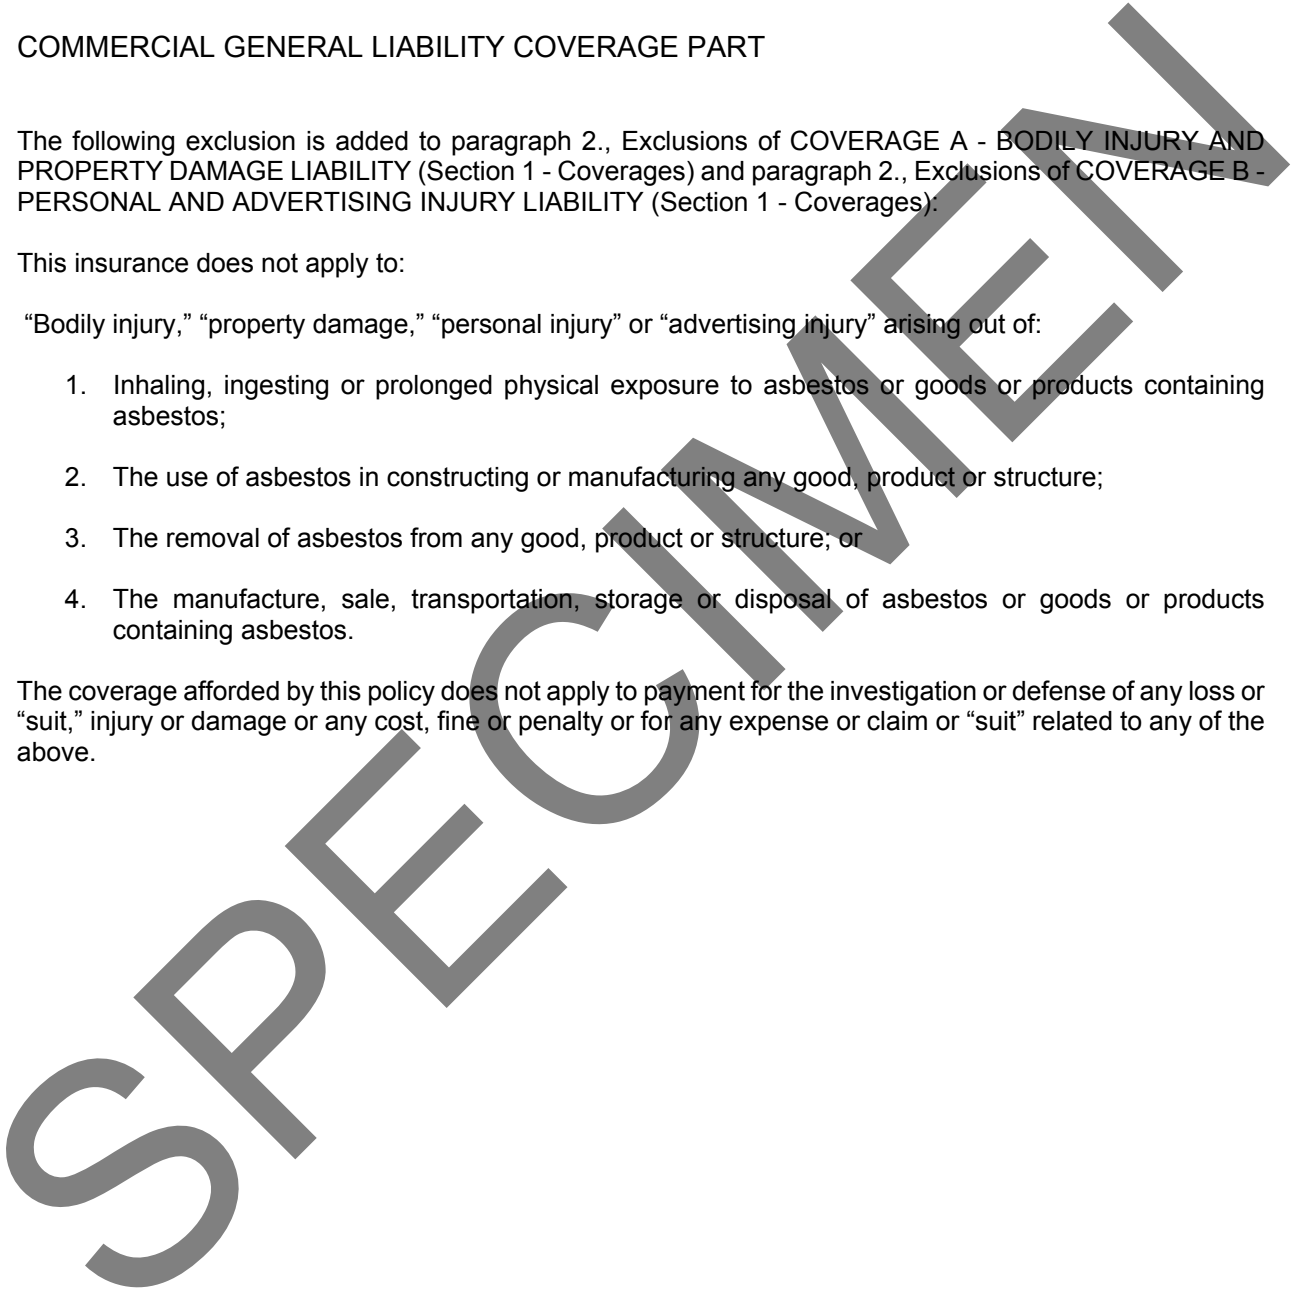 COMMERCIAL GENERAL LIABILITY COVERAGE PART
The following exclusion is added to paragraph 2., Exclusions of COVERAGE A - BODILY INJURY AND
PROPERTY DAMAGE LIABILITY (Section 1 - Coverages) and paragraph 2., Exclusions of COVERAGE B -
PERSONAL AND ADVERTISING INJURY LIABILITY (Section 1 - Coverages):
This insurance does not apply to:
“Bodily injury,” “property damage,” “personal injury” or “advertising injury” arising out of:
1. Inhaling, ingesting or prolonged physical exposure to asbestos or goods or products containing
asbestos;
2. The use of asbestos in constructing or manufacturing any good, product or structure;
3. The removal of asbestos from any good, product or structure; or
4. The manufacture, sale, transportation, storage or disposal of asbestos or goods or products
containing asbestos.
The coverage afforded by this policy does not apply to payment for the investigation or defense of any loss or
“suit,” injury or damage or any cost, fine or penalty or for any expense or claim or “suit” related to any of the
above.
SPECIMEN